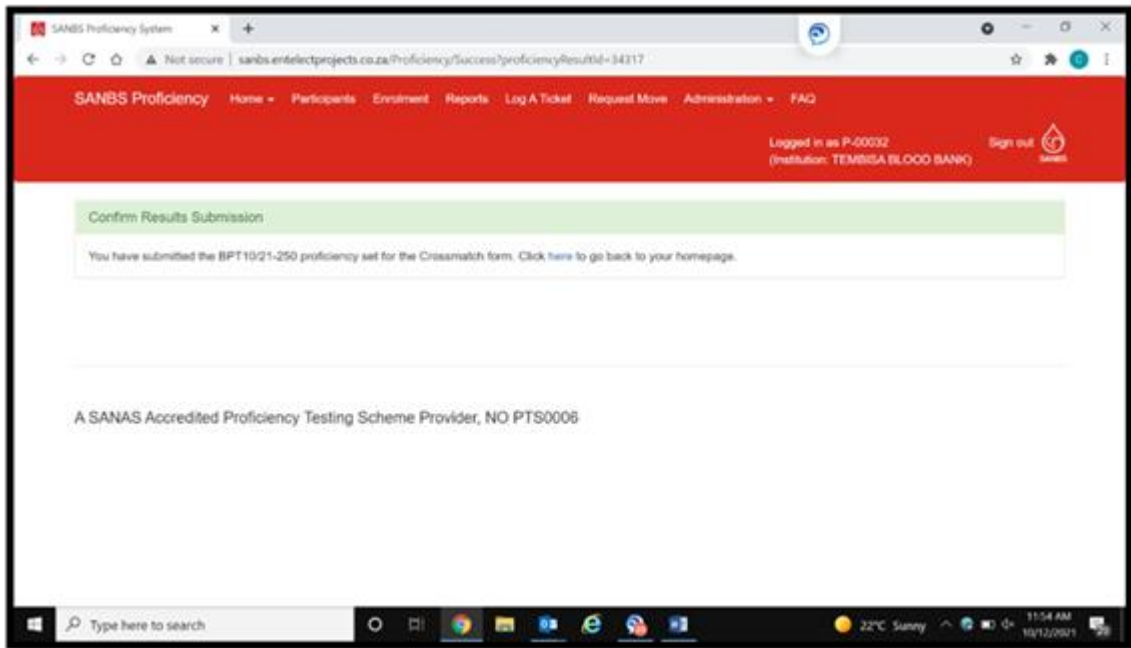 SANBS Proficiency System
Not secure | sanbs.entelectprojects.co.za/Proficiency/Success?proficiencyResultId=34317
SANBS Proficiency Home Participants Enrolment Reports Log A Ticket Request Move Administration FAQ
Logged in as P-00032 Sign out
(Institution: TEMBISA BLOOD BANK)
SANBS
Confirm Results Submission
You have submitted the BPT10/21-250 proficiency set for the Crossmatch form. Click here to go back to your homepage.
A SANAS Accredited Proficiency Testing Scheme Provider, NO PTS0006
Type here to search
22°C Sunny
11:54 AM
10/12/2021